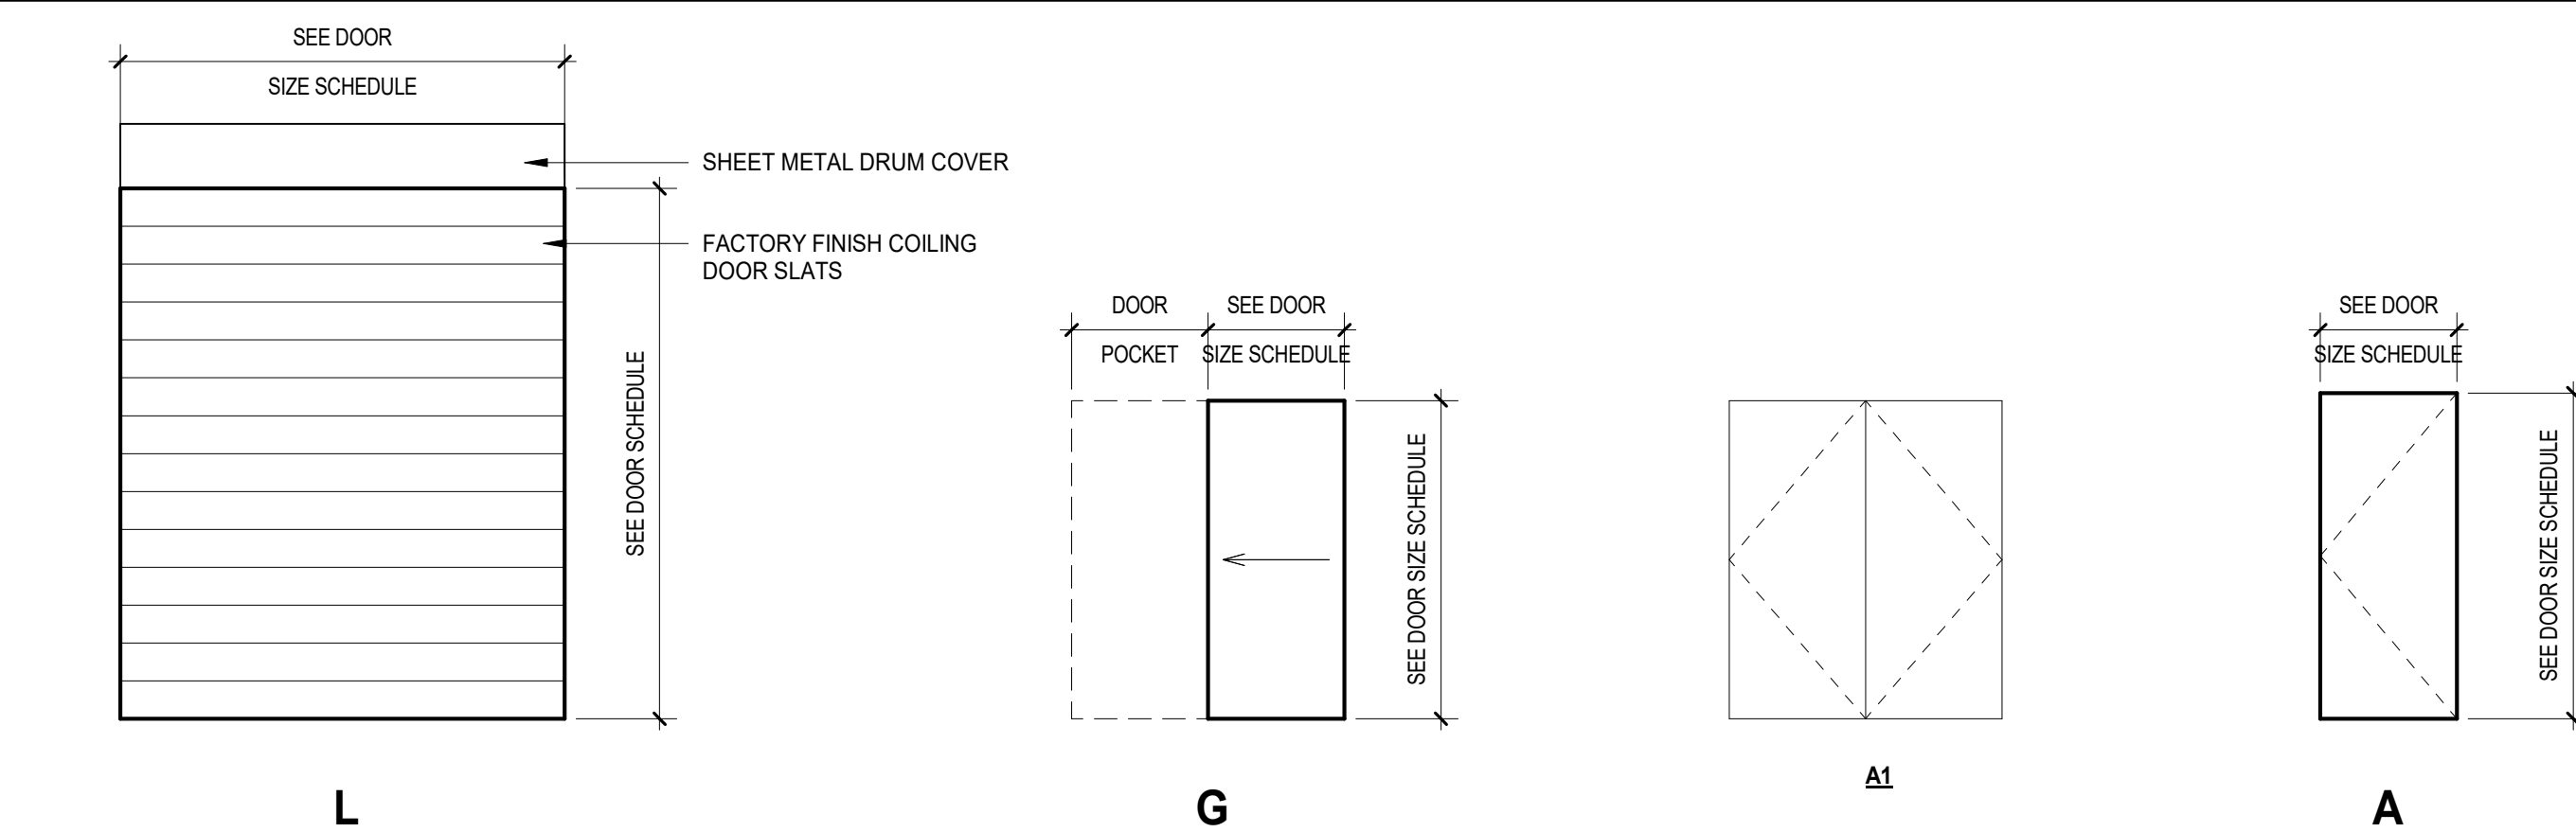 SEE DOOR
SIZE SCHEDULE
SHEET METAL DRUM COVER
FACTORY FINISH COILING
DOOR SLATS
SEE DOOR SCHEDULE
L
DOOR
POCKET
SEE DOOR
SIZE SCHEDULE
SEE DOOR SIZE SCHEDULE
G
A1
SEE DOOR
SIZE SCHEDULE
SEE DOOR SIZE SCHEDULE
A